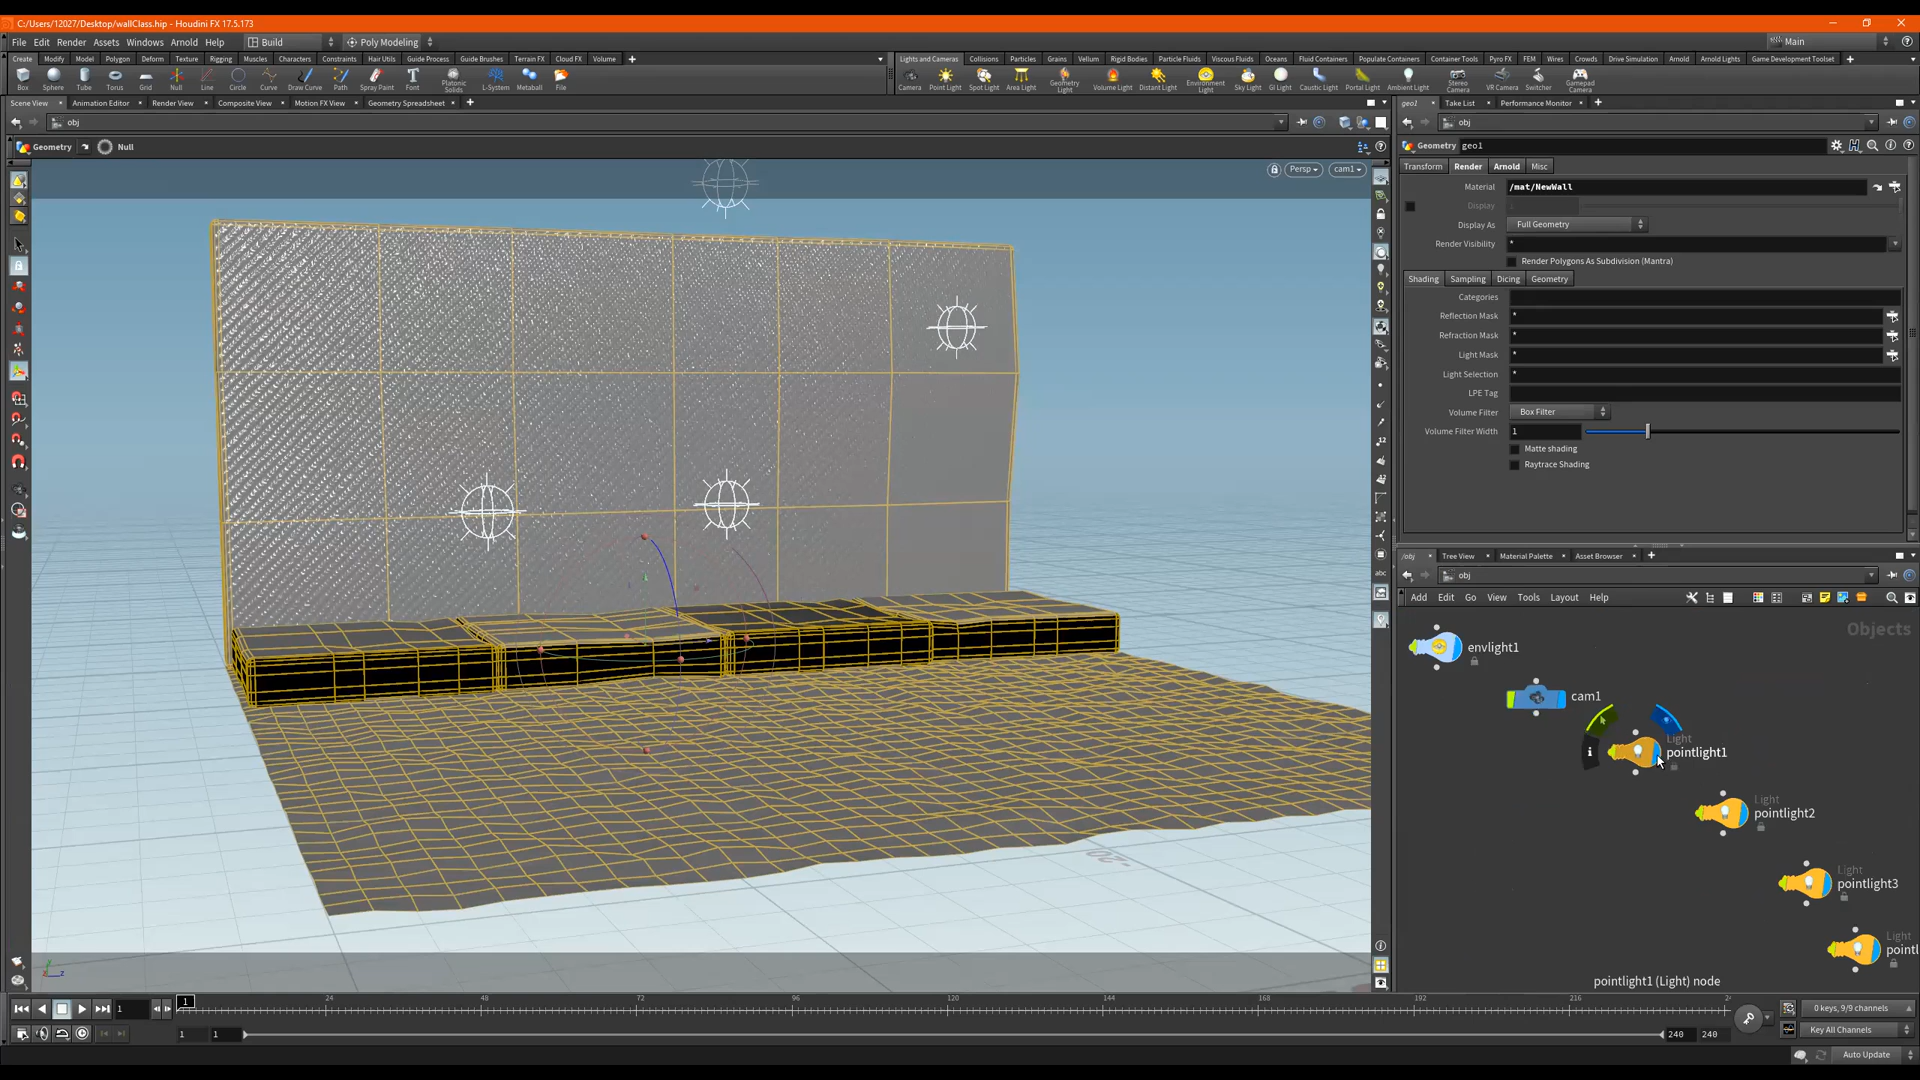 C:/Users/12027/Desktop/wallClass.hip - Houdini FX 17.5.173
File Edit Render Assets Windows Arnold Help Build Poly Modeling Main
Create Modify Model Polygon Deform Texture Rigging Muscles Characters Constraints Hair Utils Guide Process Guide Brushes Terrain FX Cloud FX Volume
Lights and Cameras Collisions Particles Grains Vellum Rigid Bodies Particle Fluids Viscous Fluids Oceans Fluid Containers Populate Containers Container Tools Pyro FX FEM Wires Crowds Drive Simulation Arnold Arnold Lights Game Development Toolset
Box Sphere Tube Torus Grid Null Line Circle Curve Draw Curve Path Spray Paint Font Platonic Solids L-System Metaball File
Camera Point Light Spot Light Area Light Geometry Light Volume Light Distant Light Environment Light Sky Light GI Light Caustic Light Portal Light Ambient Light Stereo Camera VR Camera Switcher Gamepad Camera
Scene View Animation Editor Render View Composite View Motion FX View Geometry Spreadsheet
geo1 Take List Performance Monitor
obj
obj
Geometry Null
Geometry geo1
Persp cam1
Transform Render Arnold Misc
Material /mat/NewWall
Display
Display As Full Geometry
Render Visibility *
Render Polygons As Subdivision (Mantra)
Shading Sampling Dicing Geometry
Categories
Reflection Mask *
Refraction Mask *
Light Mask *
Light Selection *
LPE Tag
Volume Filter Box Filter
Volume Filter Width 1
Matte shading
Raytrace Shading
/obj Tree View Material Palette Asset Browser
obj
Add Edit Go View Tools Layout Help
Objects
envlight1
cam1
Light
pointlight1
Light
pointlight2
Light
pointlight3
Light
pointl
pointlight1 (Light) node
-20
abc
1 1 24 48 72 96 120 144 168 192 216 2
0 keys, 9/9 channels
1 1 240 240
Key All Channels
Auto Update